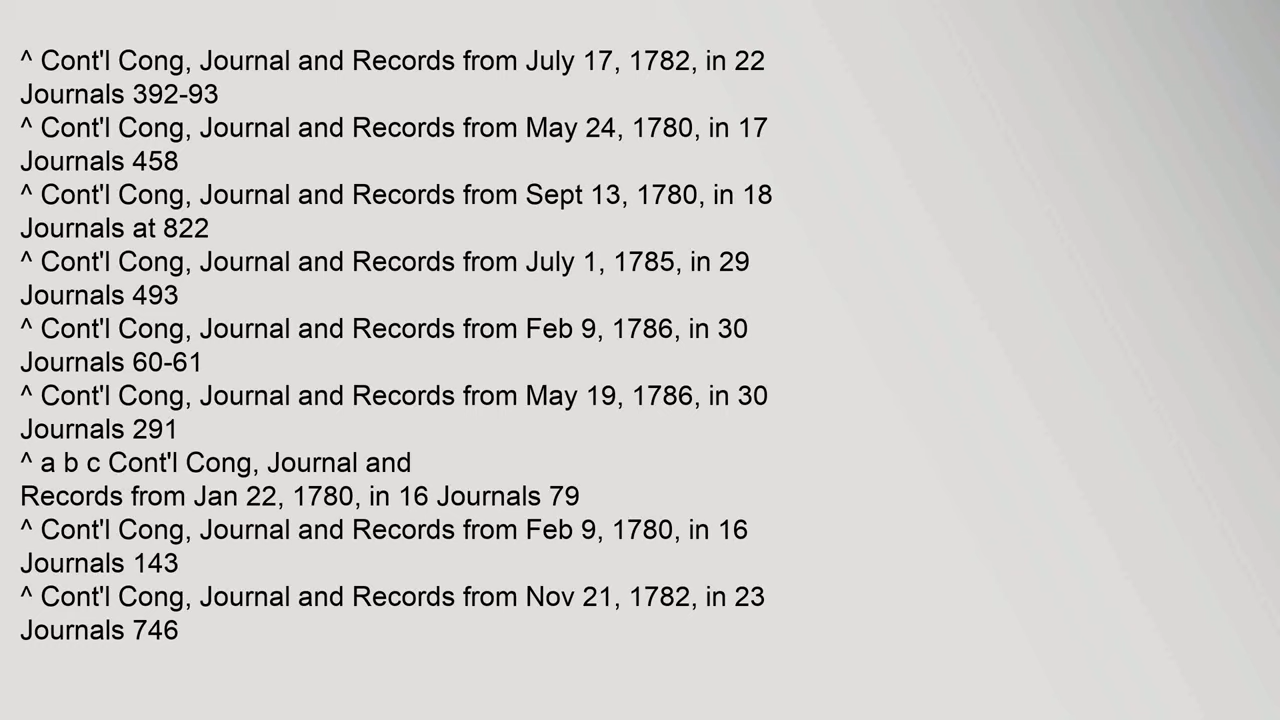 ^ Cont'l Cong, Journal and Records from July 17, 1782, in 22
Journals 392-93
^ Cont'l Cong, Journal and Records from May 24, 1780, in 17
Journals 458
^ Cont'l Cong, Journal and Records from Sept 13, 1780, in 18
Journals at 822
^ Cont'l Cong, Journal and Records from July 1, 1785, in 29
Journals 493
^ Cont'l Cong, Journal and Records from Feb 9, 1786, in 30
Journals 60-61
^ Cont'l Cong, Journal and Records from May 19, 1786, in 30
Journals 291
^ a b c Cont'l Cong, Journal and
Records from Jan 22, 1780, in 16 Journals 79
^ Cont'l Cong, Journal and Records from Feb 9, 1780, in 16
Journals 143
^ Cont'l Cong, Journal and Records from Nov 21, 1782, in 23
Journals 746